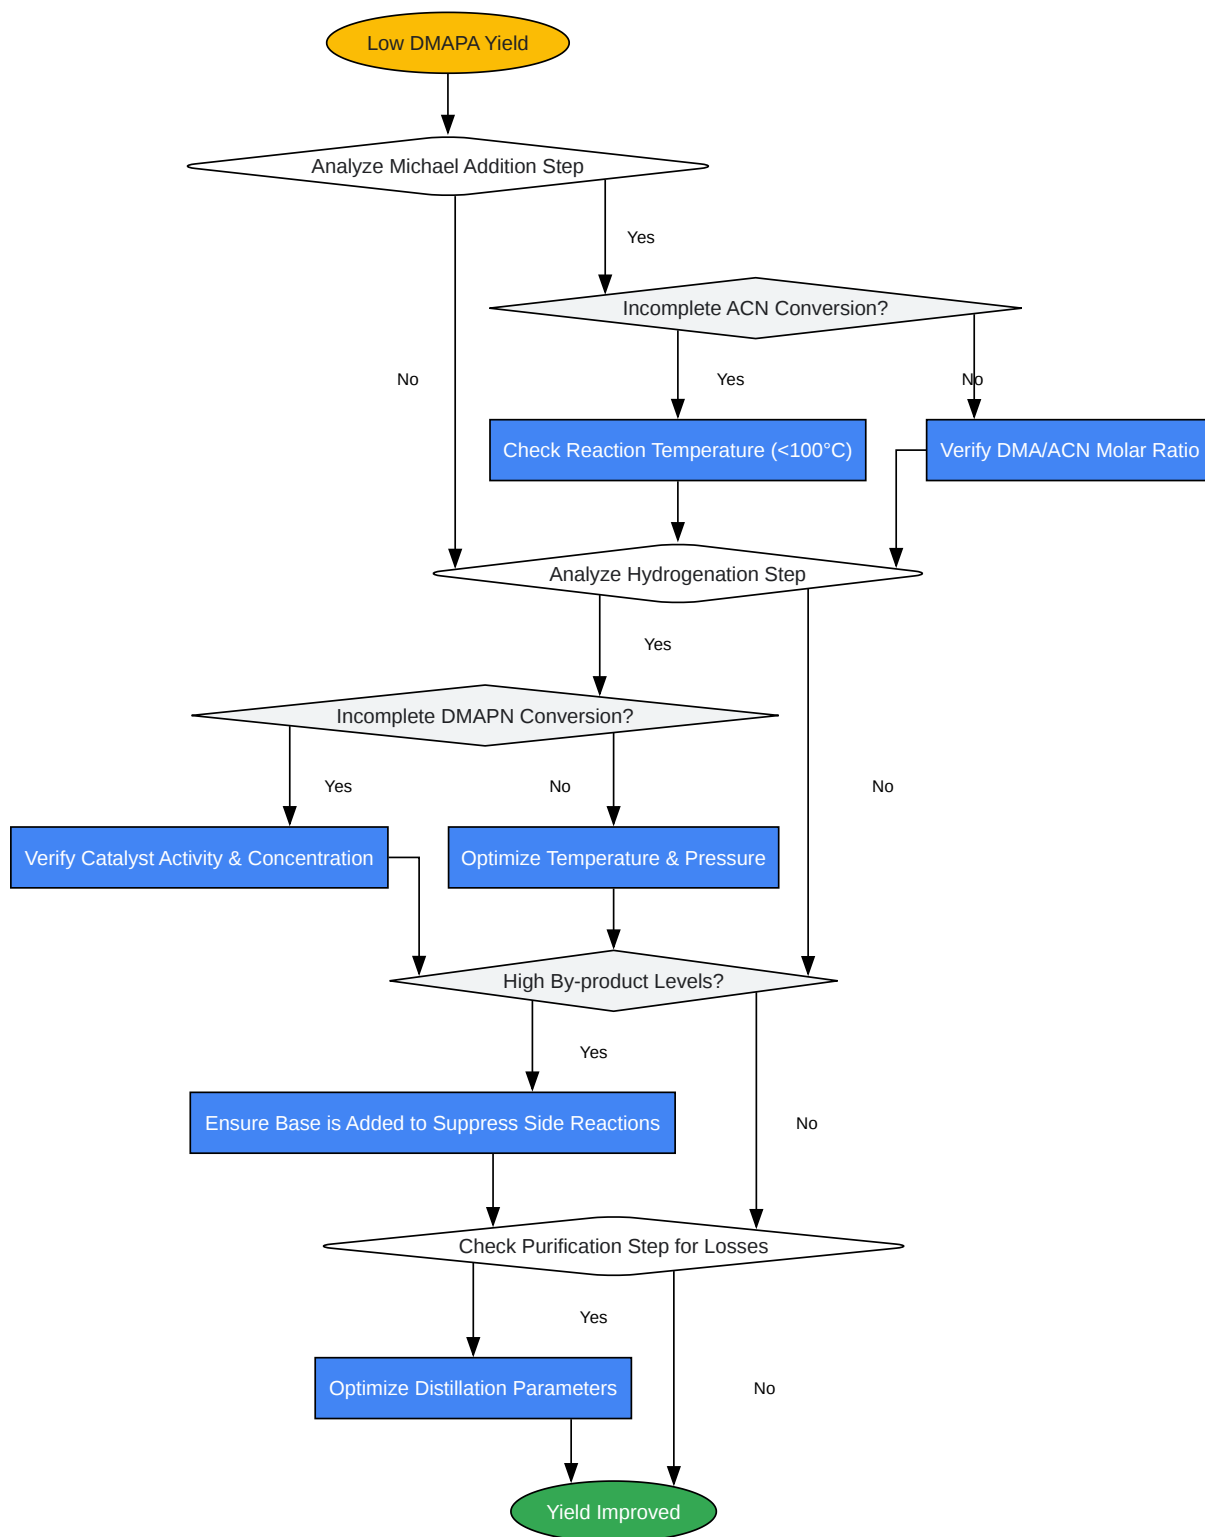 Low DMAPA Yield
Analyze Michael Addition Step
Yes
Incomplete ACN Conversion?
No
Yes
No
Check Reaction Temperature (<100°C)
Verify DMA/ACN Molar Ratio
Analyze Hydrogenation Step
Yes
Incomplete DMAPN Conversion?
Yes
No
No
Verify Catalyst Activity & Concentration
Optimize Temperature & Pressure
High By-product Levels?
Yes
Ensure Base is Added to Suppress Side Reactions
No
Check Purification Step for Losses
Yes
Optimize Distillation Parameters
No
Yield Improved